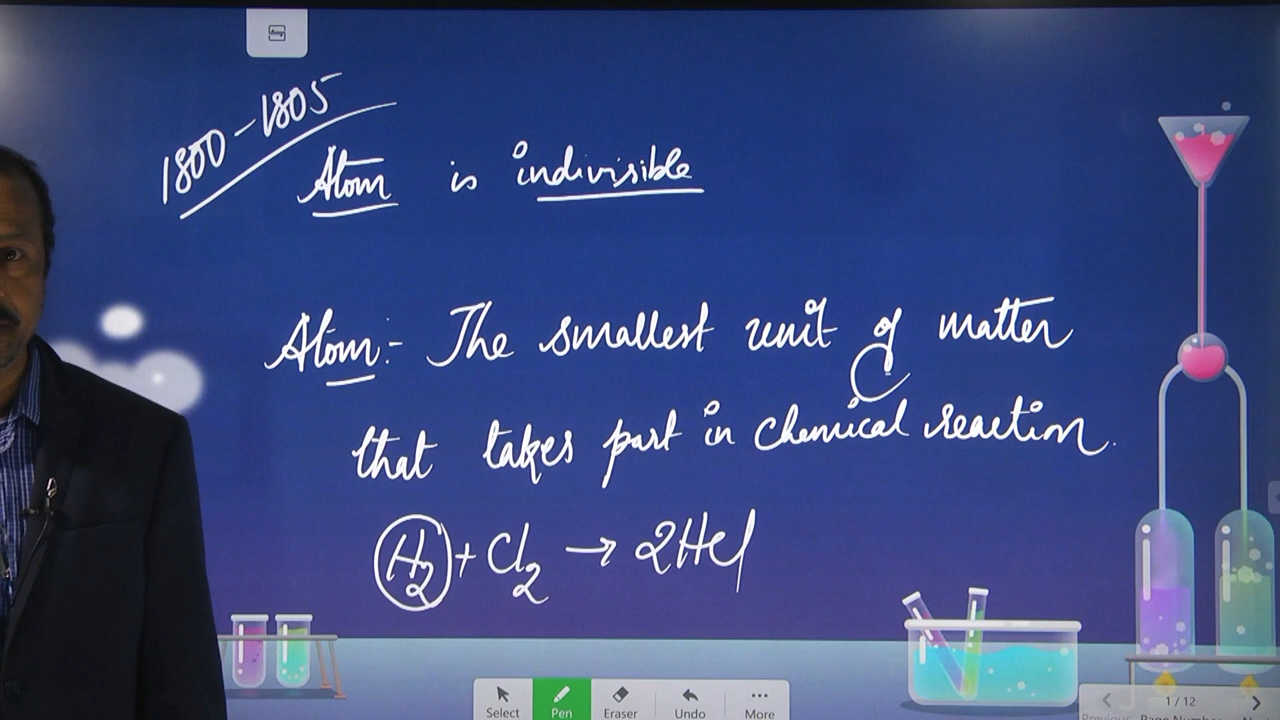 1800-1805
Atom is indivisible
Atom:- The smallest unit of matter
that takes part in chemical reaction.
H₂ + Cl₂ → 2HCl
Select Pen Eraser Undo More
1 / 12